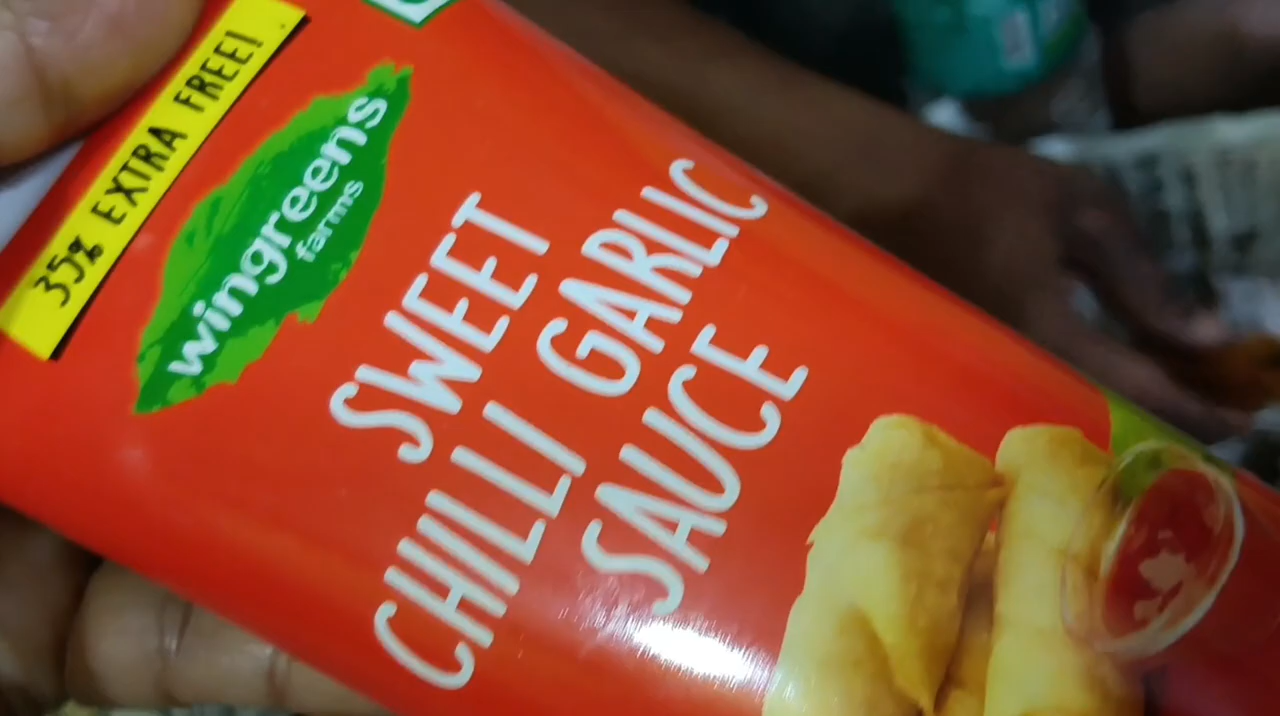 35% EXTRA FREE!
wingreens
farms
SWEET
CHILLI GARLIC
SAUCE